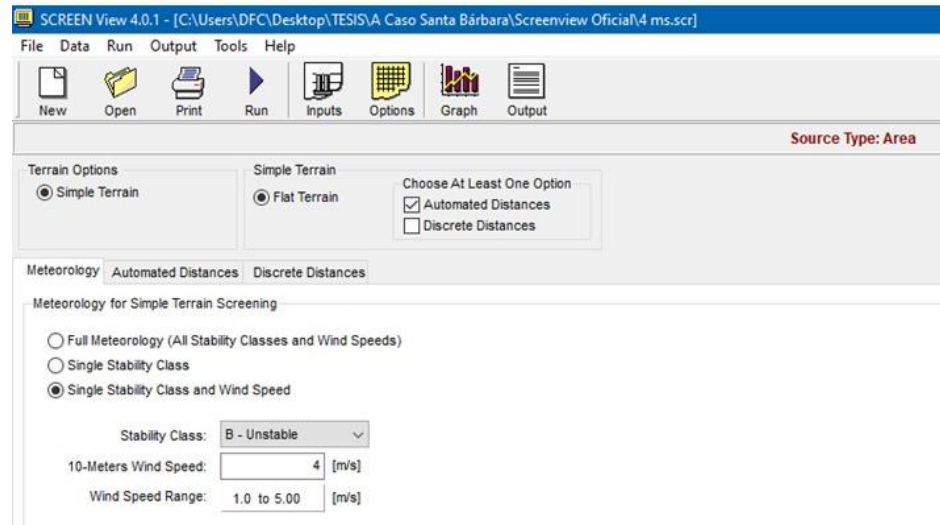 SCREEN View 4.0.1 - [C:\Users\DFC\Desktop\TESIS\A Caso Santa Bárbara\Screenview Oficial\4 ms.scr]
File Data Run Output Tools Help
New Open Print Run Inputs Options Graph Output
Source Type: Area
Terrain Options
Simple Terrain
Simple Terrain
Flat Terrain
Choose At Least One Option
Automated Distances
Discrete Distances
Meteorology Automated Distances Discrete Distances
Meteorology for Simple Terrain Screening
Full Meteorology (All Stability Classes and Wind Speeds)
Single Stability Class
Single Stability Class and Wind Speed
Stability Class: B - Unstable
10-Meters Wind Speed: 4 [m/s]
Wind Speed Range: 1.0 to 5.00 [m/s]